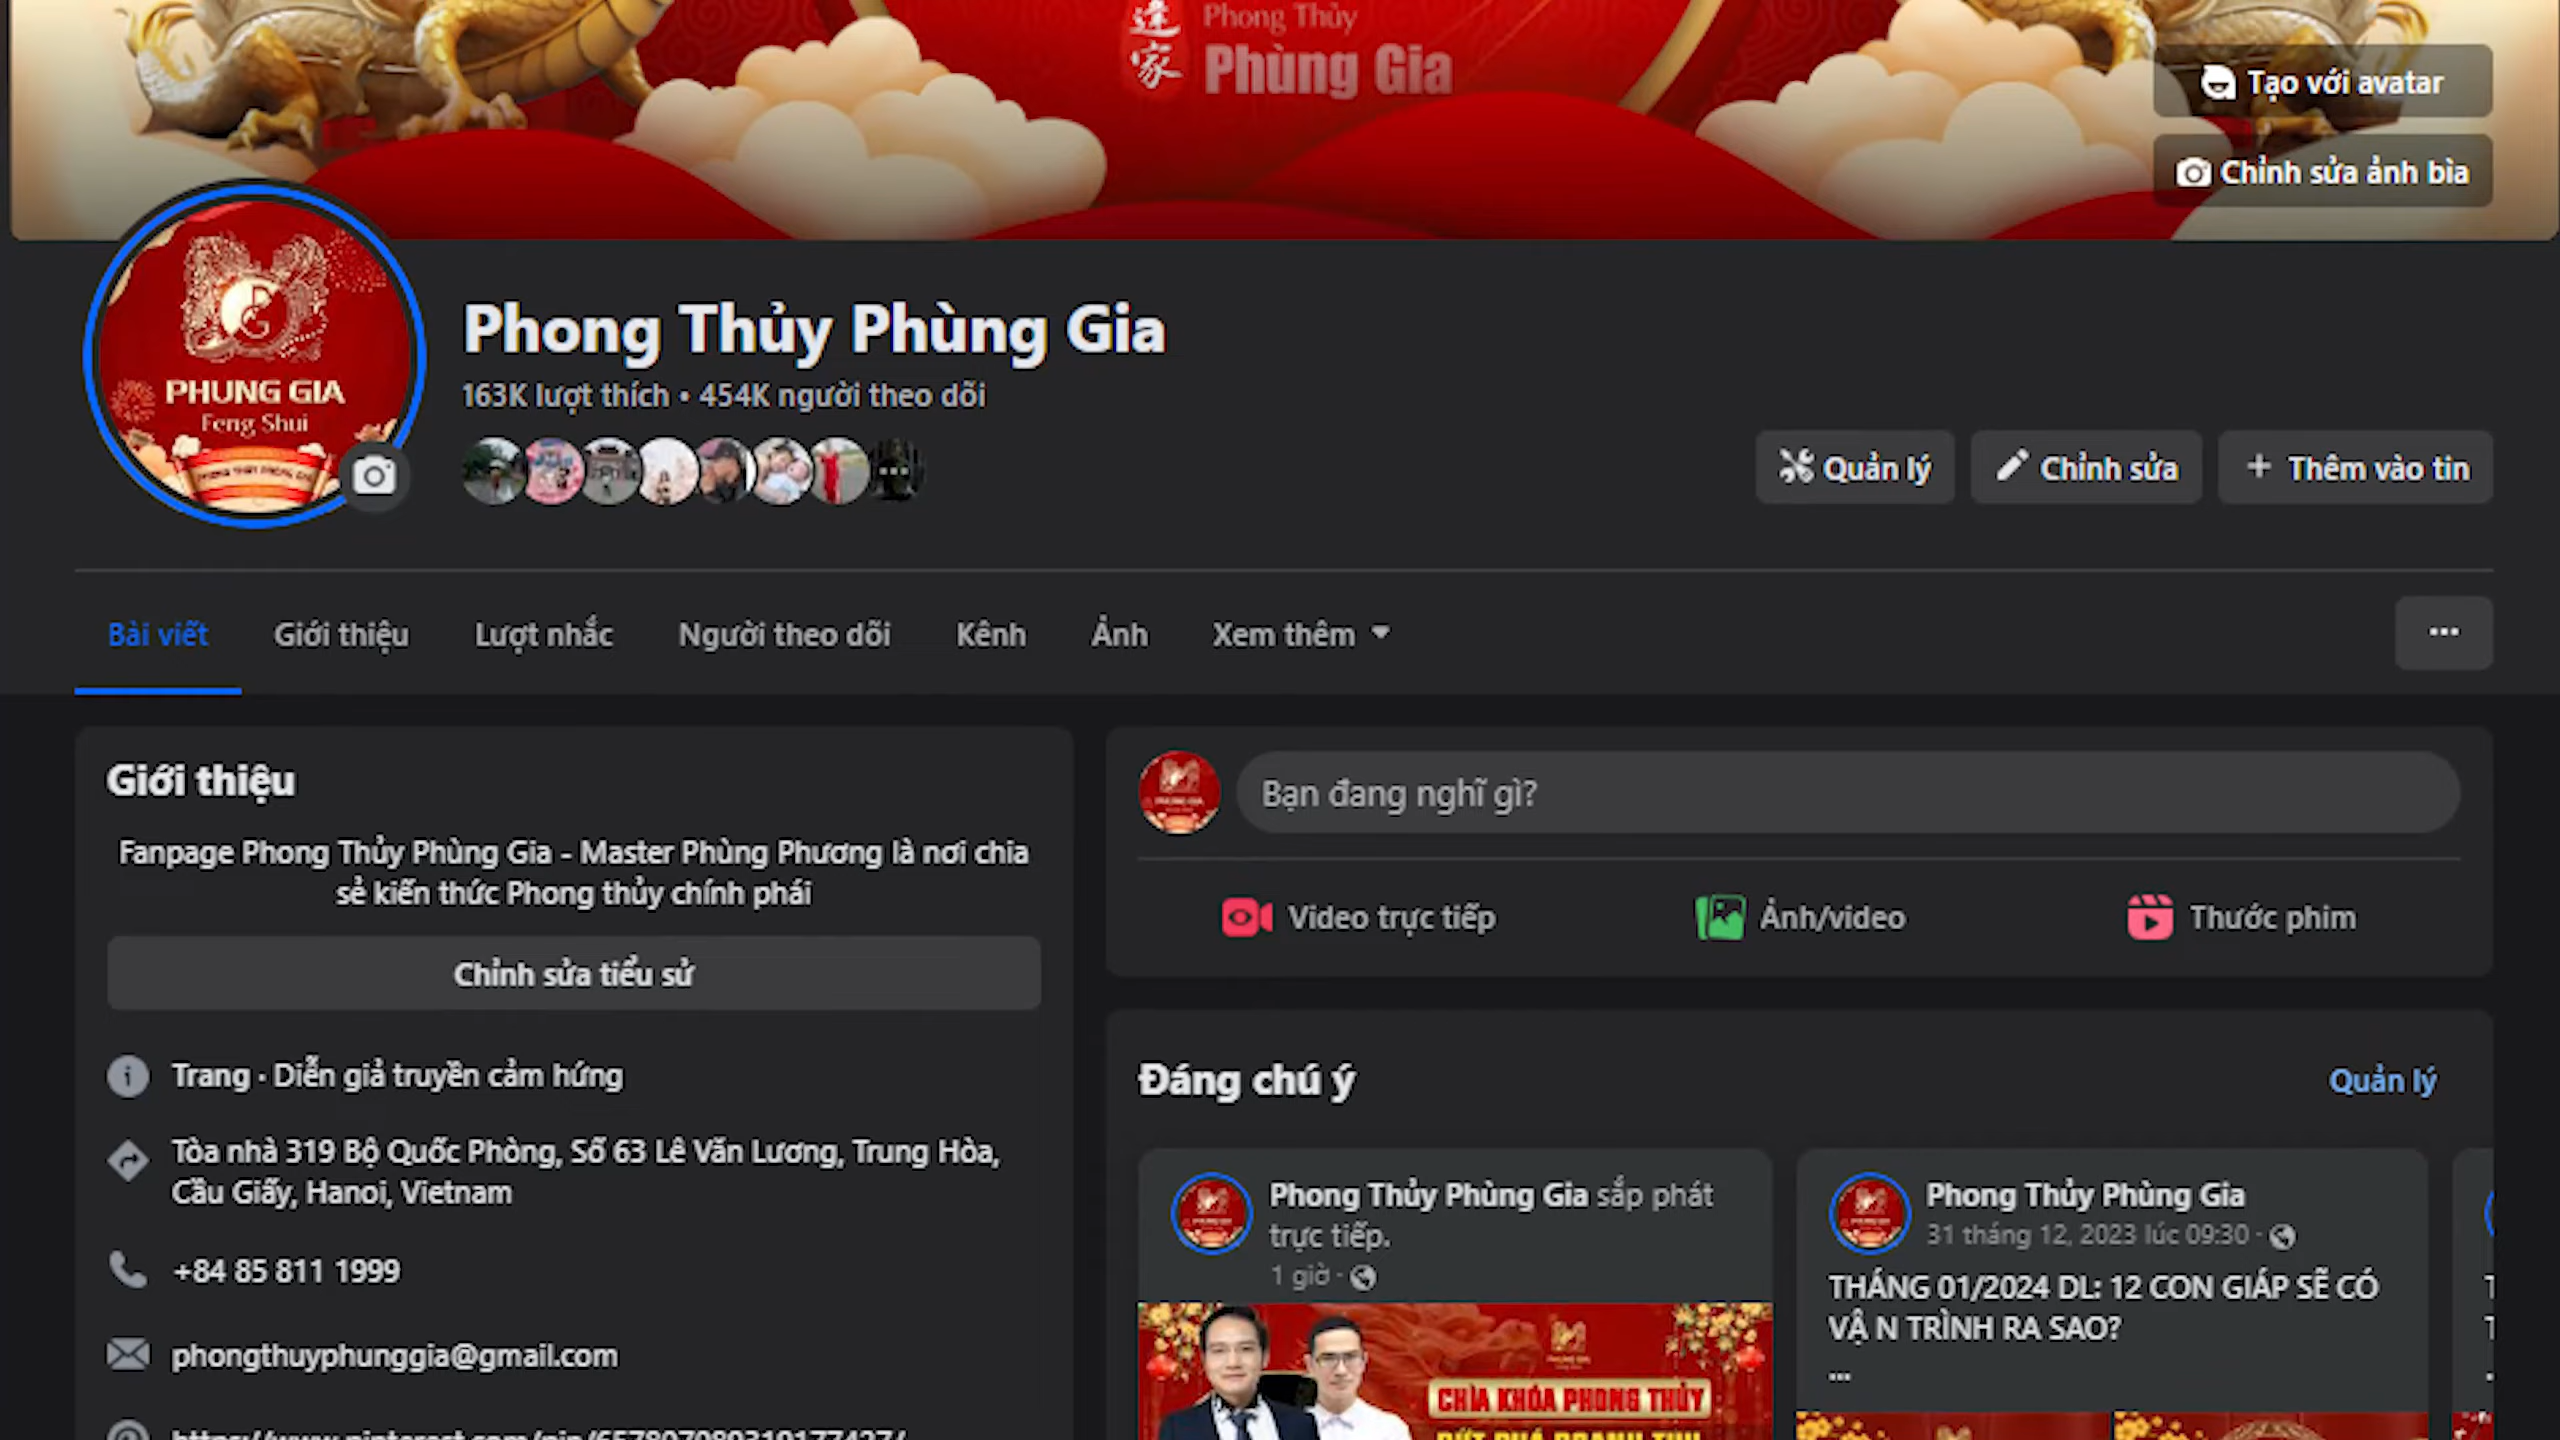 達
家
Phong Thủy
Phùng Gia
Tạo với avatar
Chỉnh sửa ảnh bìa
PHUNG GIA
Feng Shui
Phong Thủy Phùng Gia
163K lượt thích • 454K người theo dõi
Quản lý
Chỉnh sửa
Thêm vào tin
Bài viết
Giới thiệu
Lượt nhắc
Người theo dõi
Kênh
Ảnh
Xem thêm
Giới thiệu
Fanpage Phong Thủy Phùng Gia - Master Phùng Phương là nơi chia
sẻ kiến thức Phong thủy chính phái
Chỉnh sửa tiểu sử
Trang · Diễn giả truyền cảm hứng
Tòa nhà 319 Bộ Quốc Phòng, Số 63 Lê Văn Lương, Trung Hòa,
Cầu Giấy, Hanoi, Vietnam
+84 85 811 1999
phongthuyphunggia@gmail.com
Bạn đang nghĩ gì?
Video trực tiếp
Ảnh/video
Thước phim
Đáng chú ý
Quản lý
Phong Thủy Phùng Gia sắp phát
trực tiếp.
1 giờ ·
CHÌA KHÓA PHONG THỦY
Phong Thủy Phùng Gia
31 tháng 12, 2023 lúc 09:30 ·
THÁNG 01/2024 DL: 12 CON GIÁP SẼ CÓ
VẬ N TRÌNH RA SAO?
...